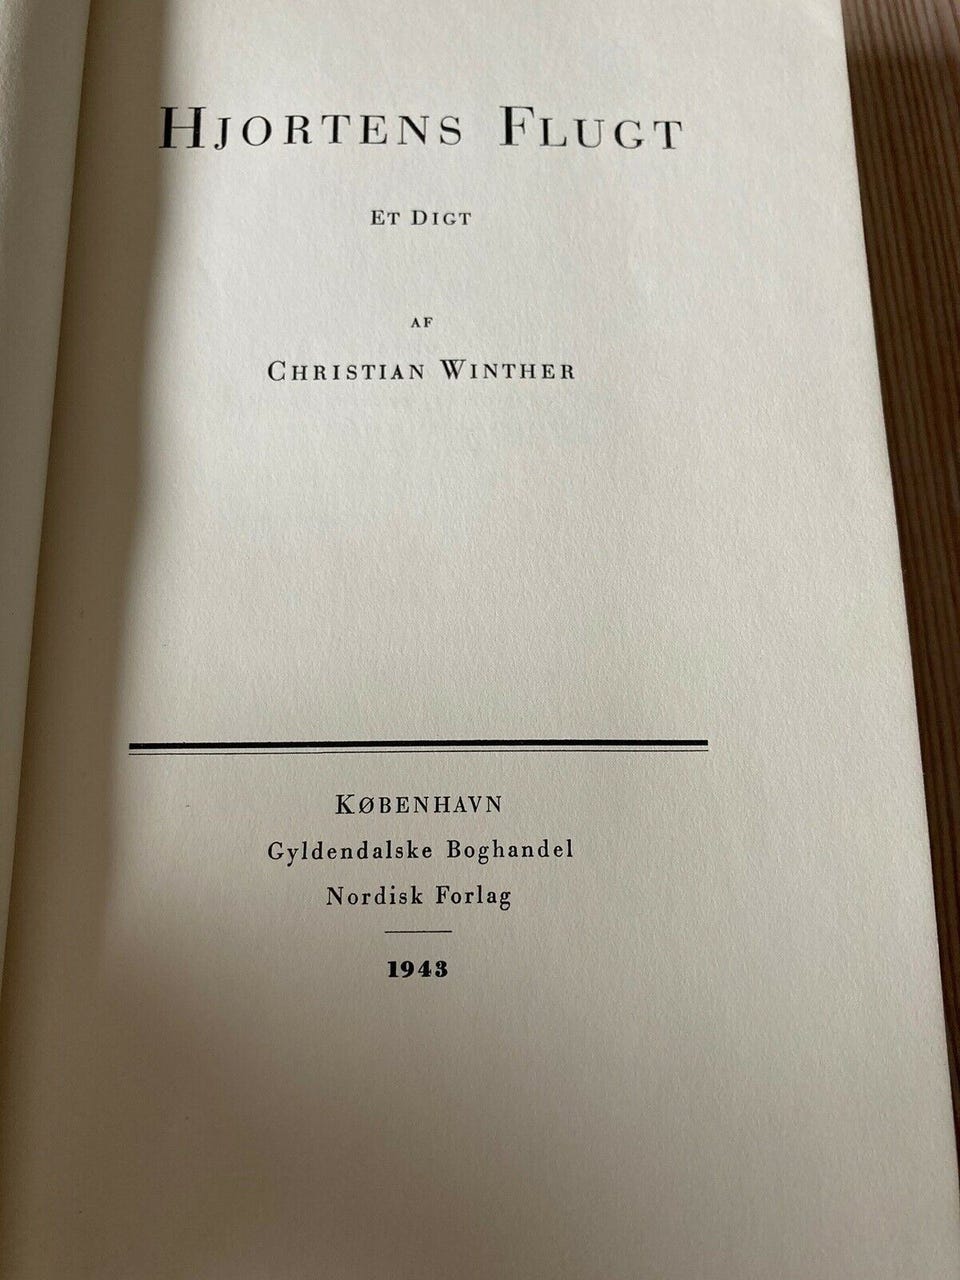 Hjortens Flugt
Et Digt
af
Christian Winther
København
Gyldendalske Boghandel
Nordisk Forlag
1943